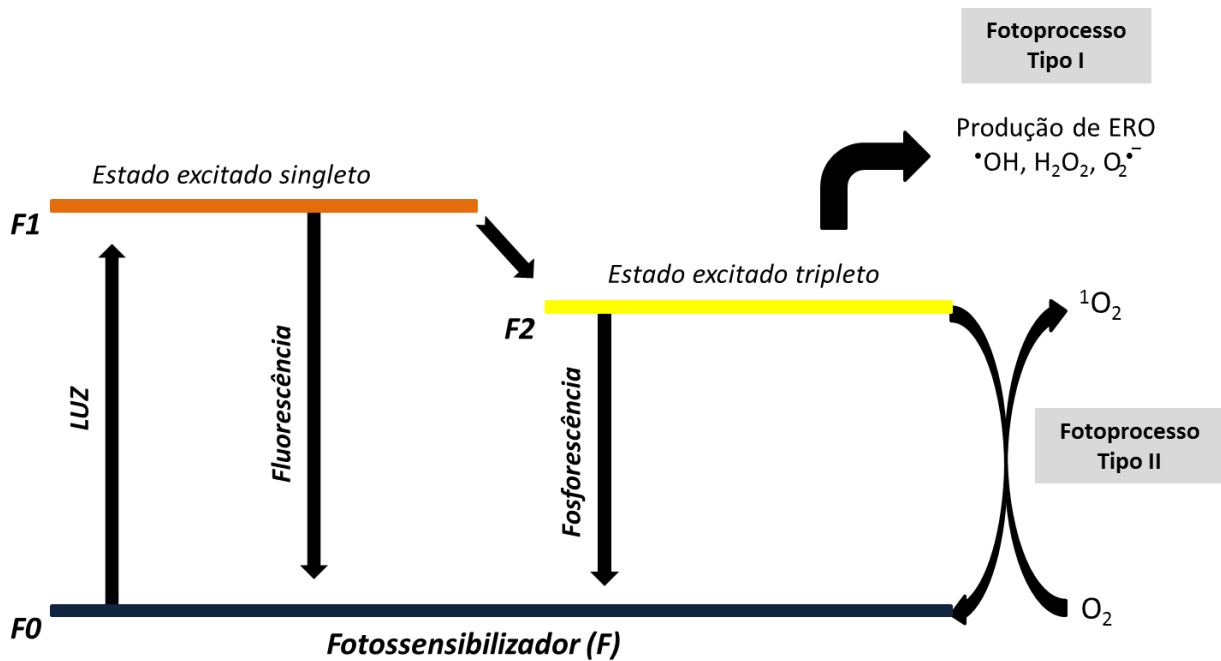 Fotoprocesso
Tipo I
Produção de ERO
•OH, H₂O₂, O₂•⁻
Estado excitado singleto
F1
Estado excitado tripleto
F2
¹O₂
LUZ
Fluorescência
Fosforescência
Fotoprocesso
Tipo II
O₂
F0
Fotossensibilizador (F)